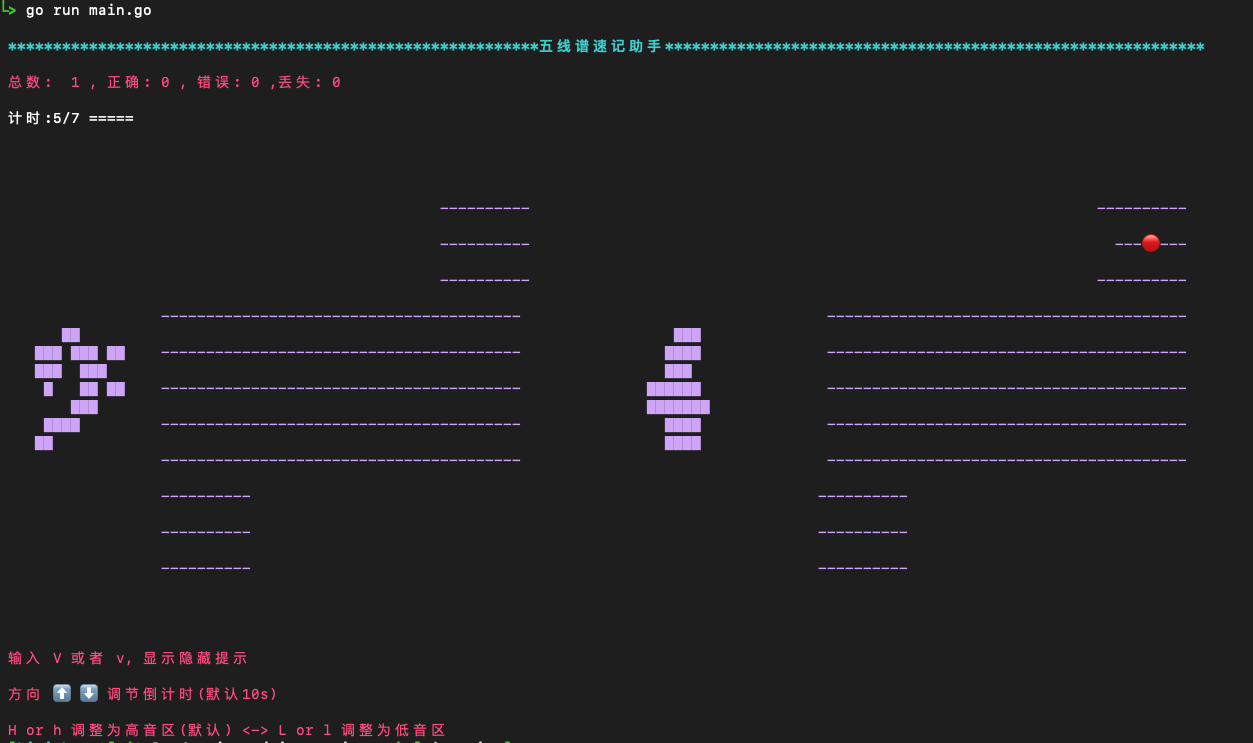 └> go run main.go
***********************************************************五线谱速记助手************************************************************
总数: 1 , 正确: 0 , 错误: 0 ,丢失: 0
计时:5/7 =====
输入 V 或者 v, 显示隐藏提示
方向 ⬆️ ⬇️ 调节倒计时(默认10s)
H or h 调整为高音区(默认) <-> L or l 调整为低音区